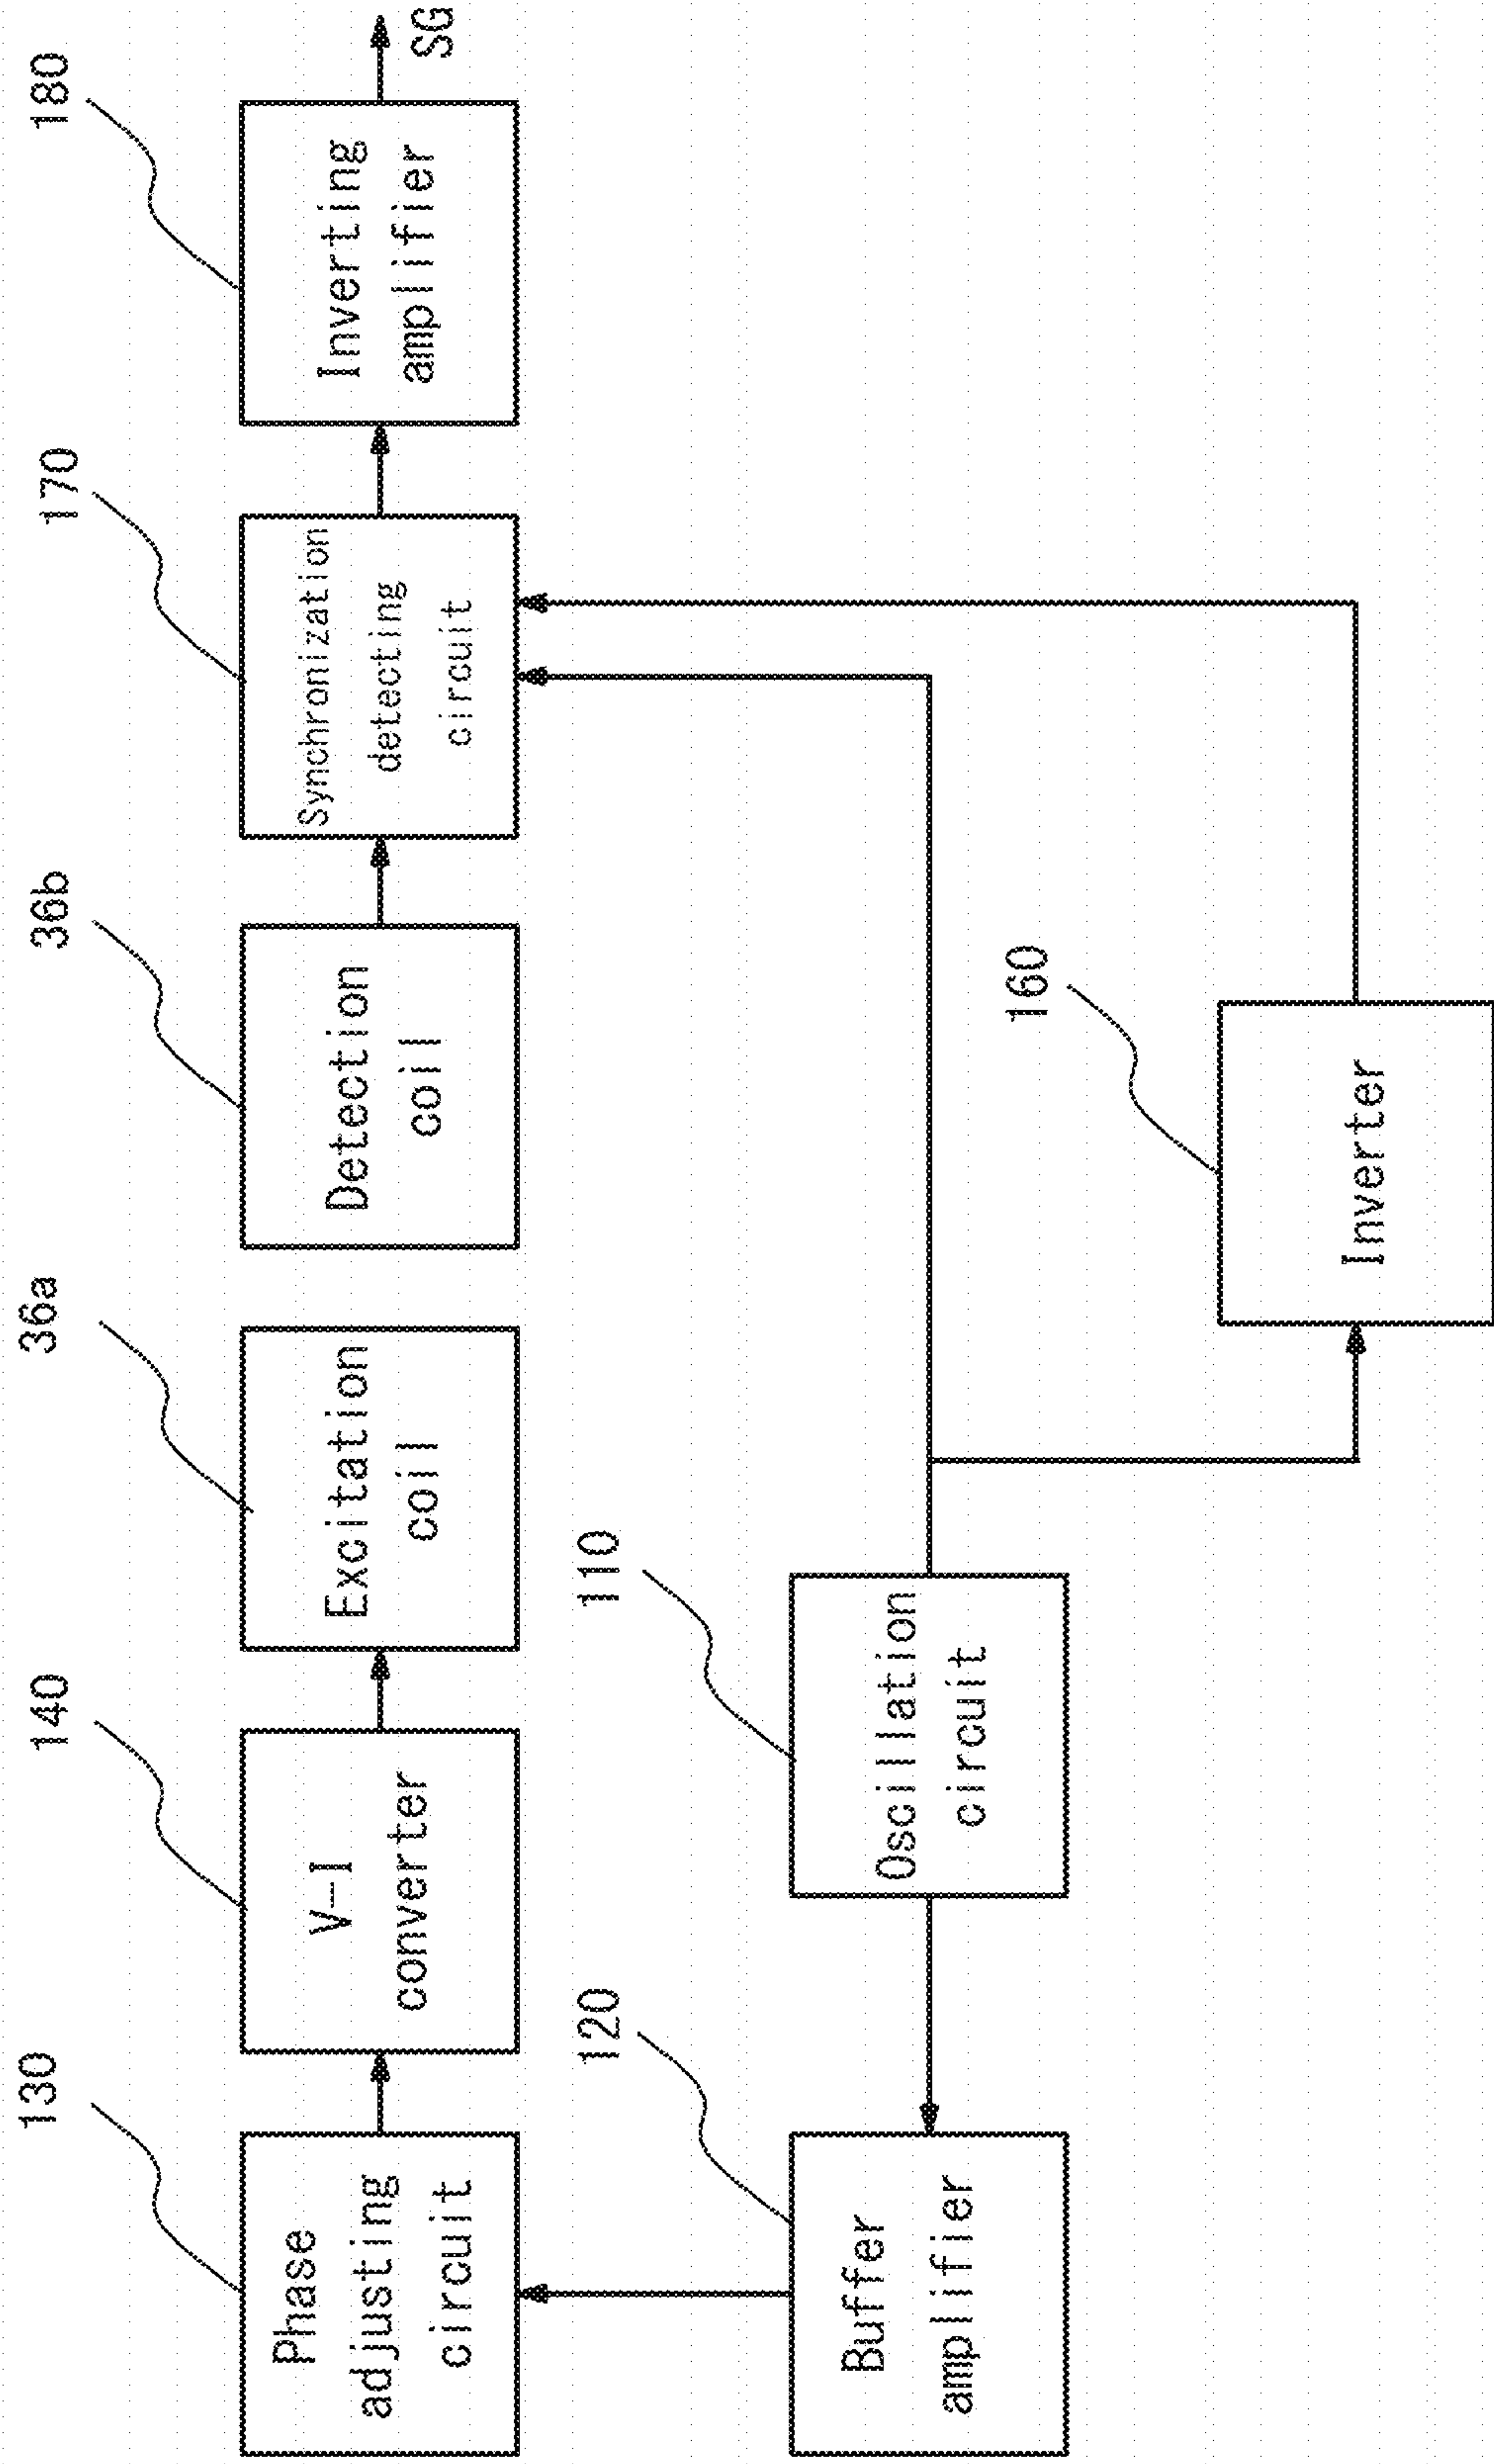 130
140
36a
36b
170
180
Phase
adjusting
circuit
V-I
converter
Excitation
coil
Detection
coil
Synchronization
detecting
circuit
Inverting
amplifier
SG
120
110
Buffer
amplifier
Oscillation
circuit
160
Inverter